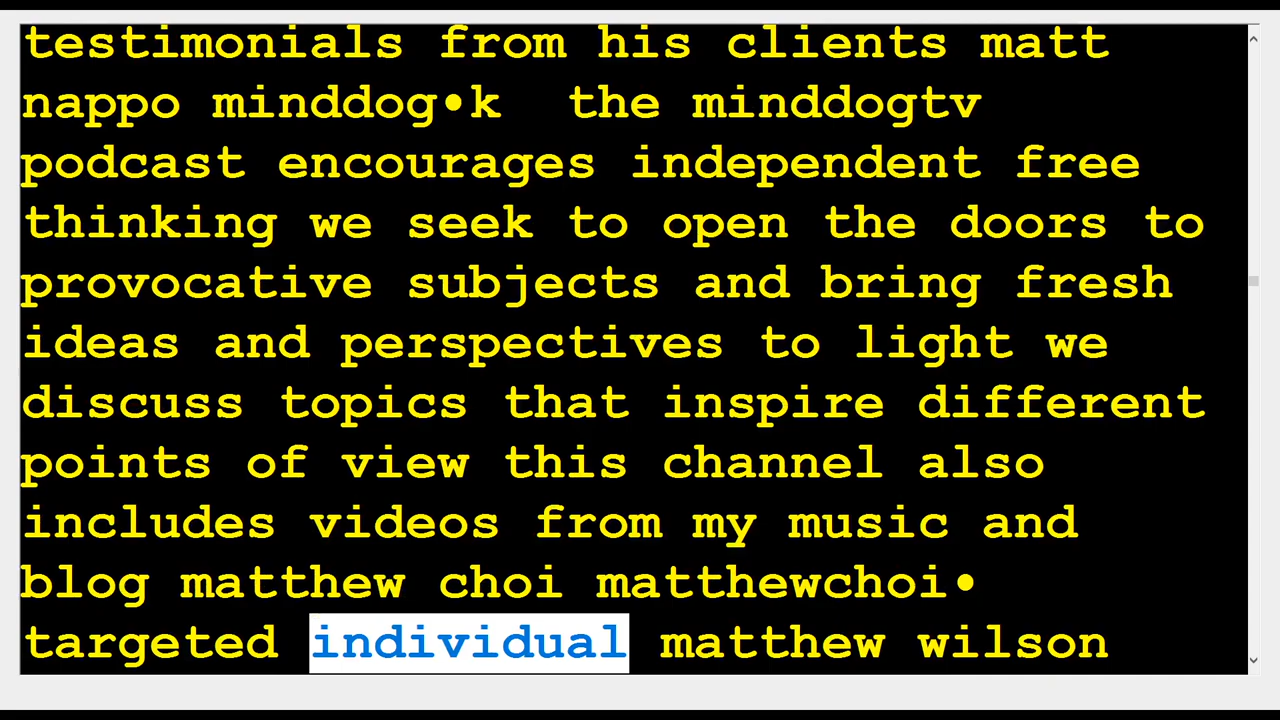 testimonials from his clients matt
nappo minddog•k  the minddogtv
podcast encourages independent free
thinking we seek to open the doors to
provocative subjects and bring fresh
ideas and perspectives to light we
discuss topics that inspire different
points of view this channel also
includes videos from my music and
blog matthew choi matthewchoi•
targeted individual matthew wilson